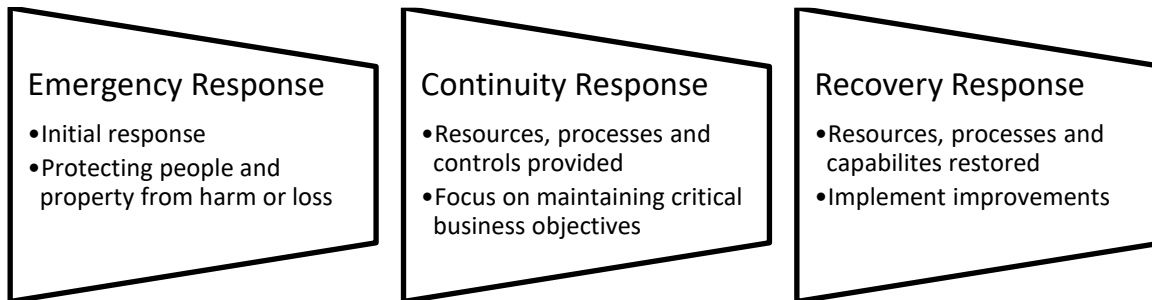 Emergency Response
•Initial response
•Protecting people and
property from harm or loss
Continuity Response
•Resources, processes and
controls provided
•Focus on maintaining critical
business objectives
Recovery Response
•Resources, processes and
capabilites restored
•Implement improvements